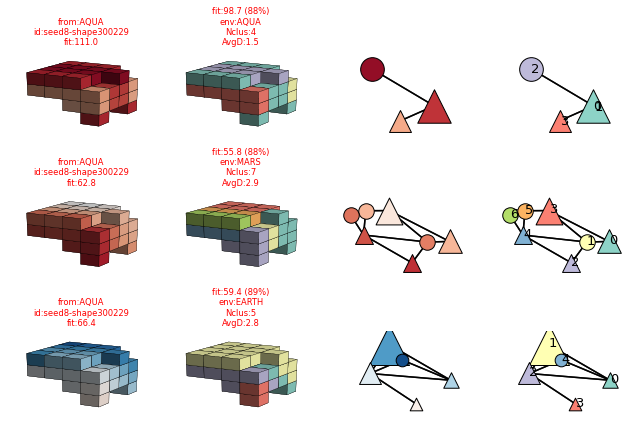 from:AQUA
id:seed8-shape300229
fit:111.0
fit:98.7 (88%)
env:AQUA
Nclus:4
AvgD:1.5
2
0
3
from:AQUA
id:seed8-shape300229
fit:62.8
fit:55.8 (88%)
env:MARS
Nclus:7
AvgD:2.9
6
5
3
4
1
0
2
from:AQUA
id:seed8-shape300229
fit:66.4
fit:59.4 (89%)
env:EARTH
Nclus:5
AvgD:2.8
1
4
2
0
3